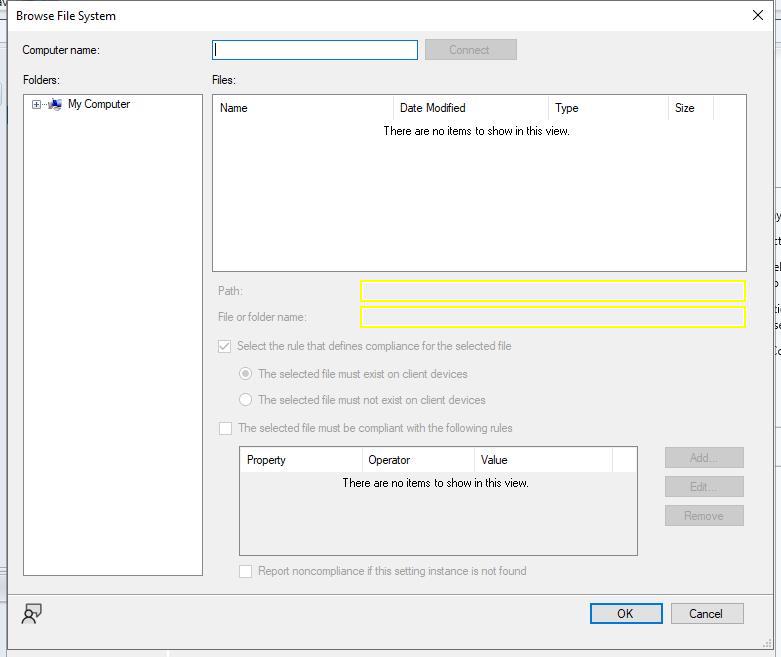 Browse File System
Computer name:
Connect
Folders:
Files:
My Computer
Name Date Modified Type Size
There are no items to show in this view.
Path:
File or folder name:
Select the rule that defines compliance for the selected file
The selected file must exist on client devices
The selected file must not exist on client devices
The selected file must be compliant with the following rules
Property Operator Value
There are no items to show in this view.
Add...
Edit...
Remove
Report noncompliance if this setting instance is not found
OK
Cancel